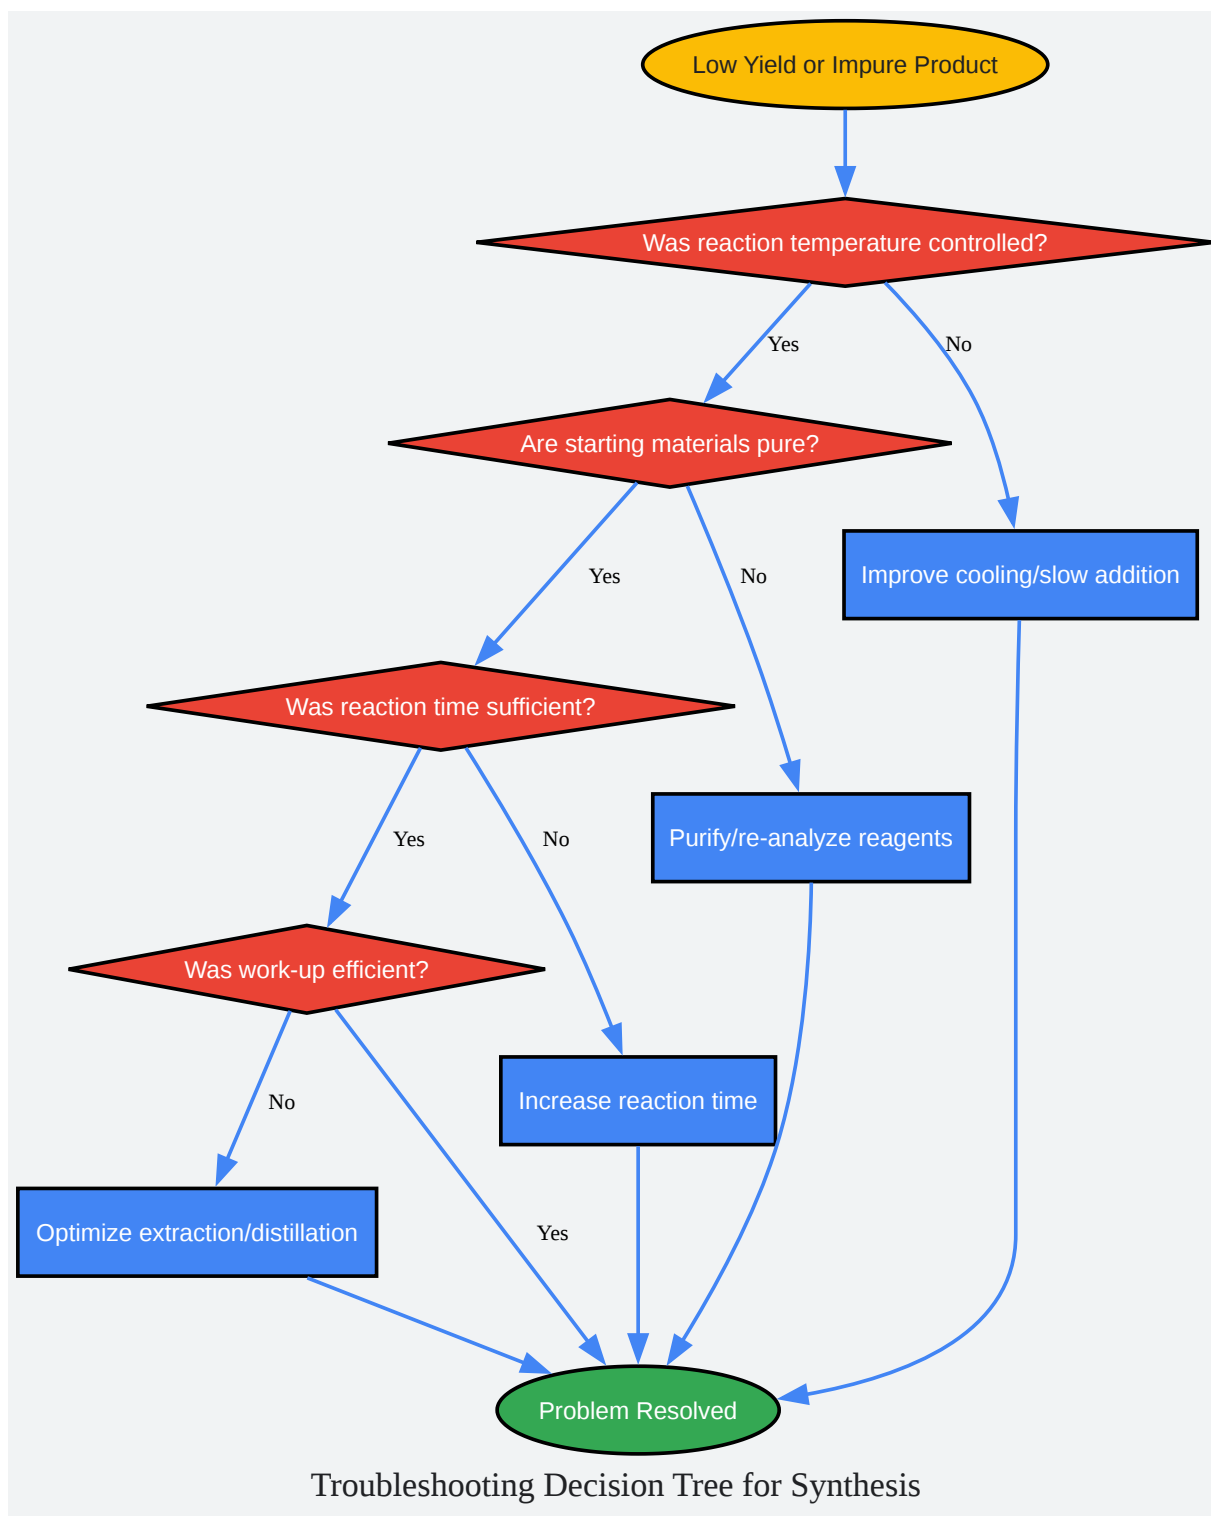 Low Yield or Impure Product
Was reaction temperature controlled?
Yes
No
Are starting materials pure?
Yes
No
Improve cooling/slow addition
Was reaction time sufficient?
Yes
No
Purify/re-analyze reagents
Was work-up efficient?
No
Yes
Increase reaction time
Optimize extraction/distillation
Problem Resolved
Troubleshooting Decision Tree for Synthesis